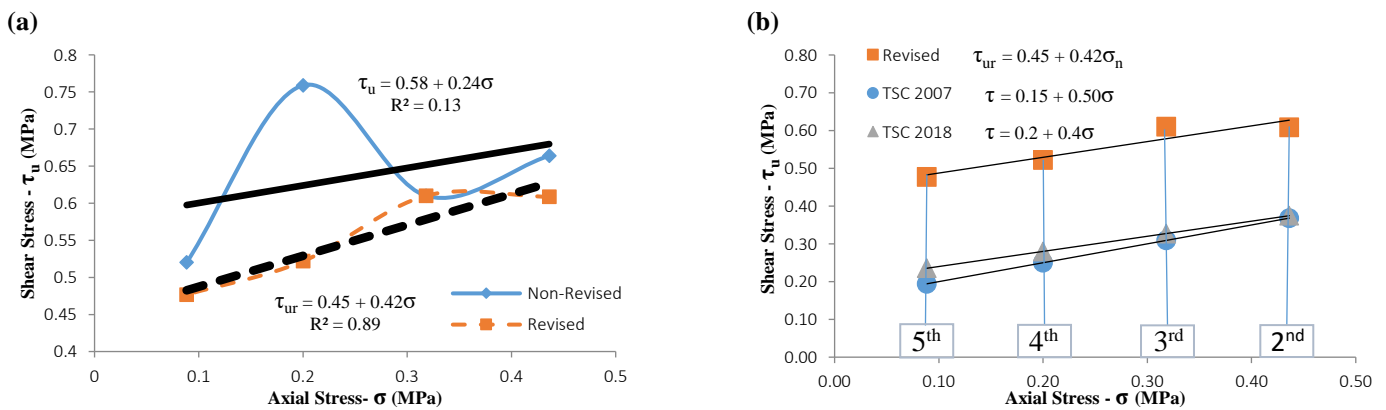 (a)
0.8
0.75
0.7
0.65
0.6
0.55
0.5
0.45
0.4
0
0.1
0.2
0.3
0.4
0.5
Shear Stress - τu (MPa)
Axial Stress- σ (MPa)
τu = 0.58 + 0.24σ
R² = 0.13
τur = 0.45 + 0.42σ
R² = 0.89
Non-Revised
Revised
(b)
0.80
0.70
0.60
0.50
0.40
0.30
0.20
0.10
0.00
0.00
0.10
0.20
0.30
0.40
0.50
Shear Stress - τu (MPa)
Axial Stress - σ (MPa)
Revised τur = 0.45 + 0.42σn
TSC 2007 τ = 0.15 + 0.50σ
TSC 2018 τ = 0.2 + 0.4σ
5th
4th
3rd
2nd